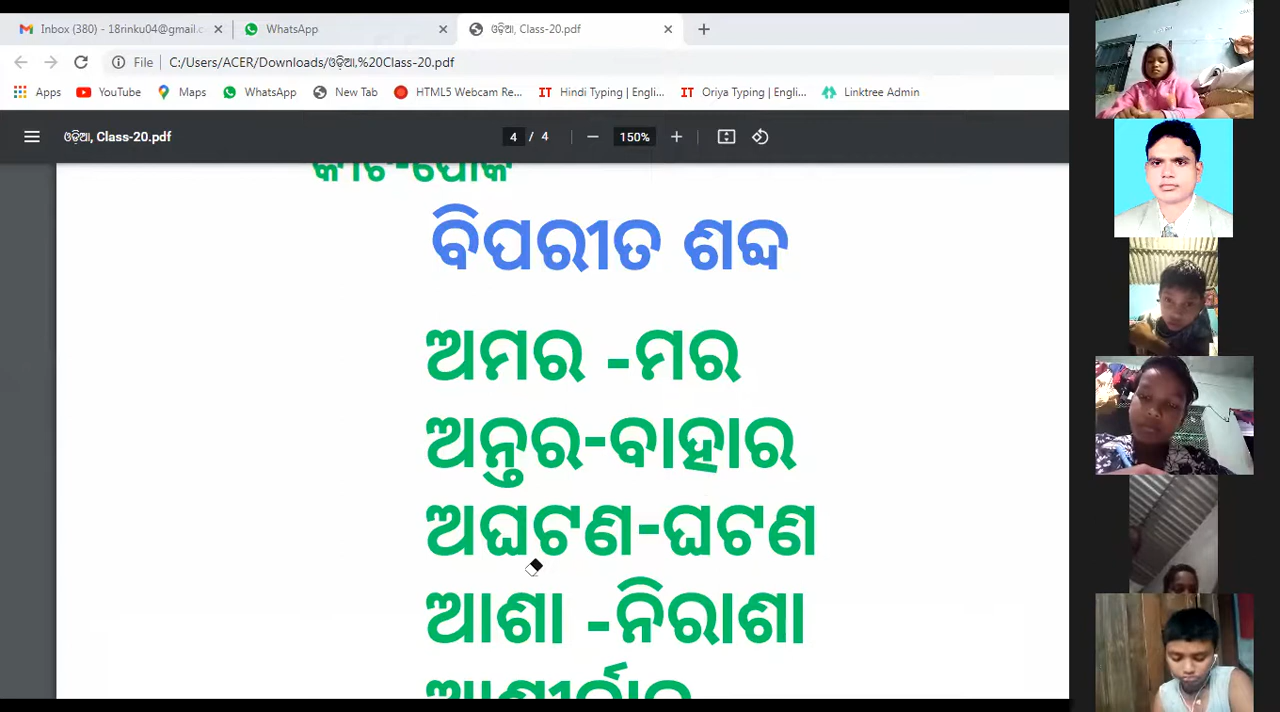 Inbox (380) - 18rinku04@gmail.c
WhatsApp
ଓଡ଼ିଆ, Class-20.pdf
File C:/Users/ACER/Downloads/ଓଡ଼ିଆ,%20Class-20.pdf
Apps YouTube Maps WhatsApp New Tab HTML5 Webcam Re... Hindi Typing | Engli... Oriya Typing | Engli... Linktree Admin
ଓଡ଼ିଆ, Class-20.pdf 4 / 4 150%
କୀଟ-ପୋକ
ବିପରୀତ ଶବ୍ଦ
ଅମର -ମର
ଅନ୍ତର-ବାହାର
ଅଘଟଣ-ଘଟଣ
ଆଶା -ନିରାଶା